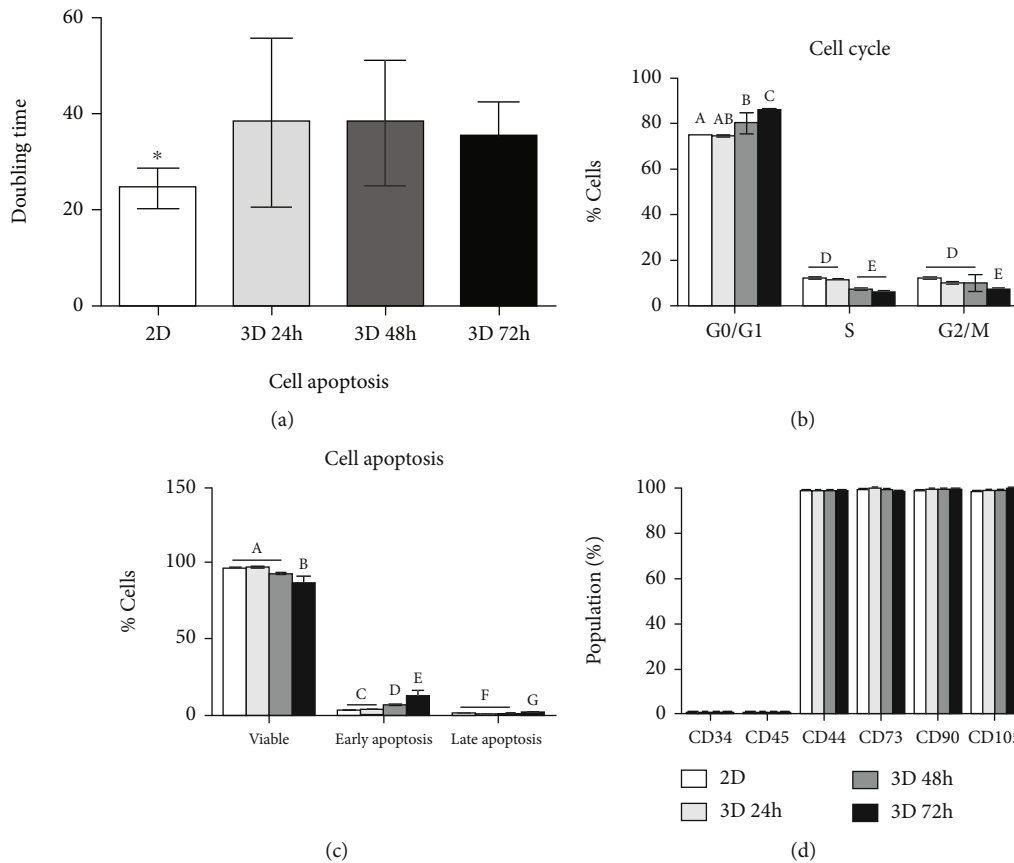 60
40
20
0
Doubling time
*
2D
3D 24h
3D 48h
3D 72h
Cell apoptosis
(a)
Cell cycle
100
80
60
40
20
0
% Cells
A
AB
B
C
D
E
D
E
G0/G1
S
G2/M
(b)
Cell apoptosis
150
100
50
0
% Cells
A
B
C
D
E
F
G
Viable
Early apoptosis
Late apoptosis
(c)
100
80
60
40
20
0
Population (%)
CD34
CD45
CD44
CD73
CD90
CD105
2D
3D 24h
3D 48h
3D 72h
(d)